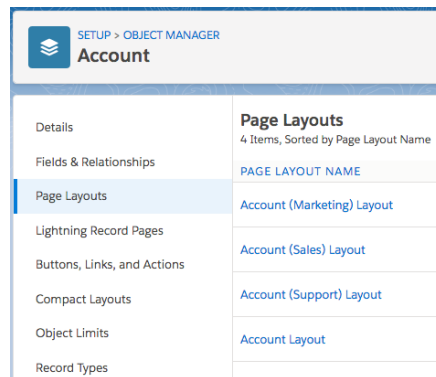 SETUP > OBJECT MANAGER
Account
Details
Fields & Relationships
Page Layouts
Lightning Record Pages
Buttons, Links, and Actions
Compact Layouts
Object Limits
Record Types
Page Layouts
4 Items, Sorted by Page Layout Name
PAGE LAYOUT NAME
Account (Marketing) Layout
Account (Sales) Layout
Account (Support) Layout
Account Layout